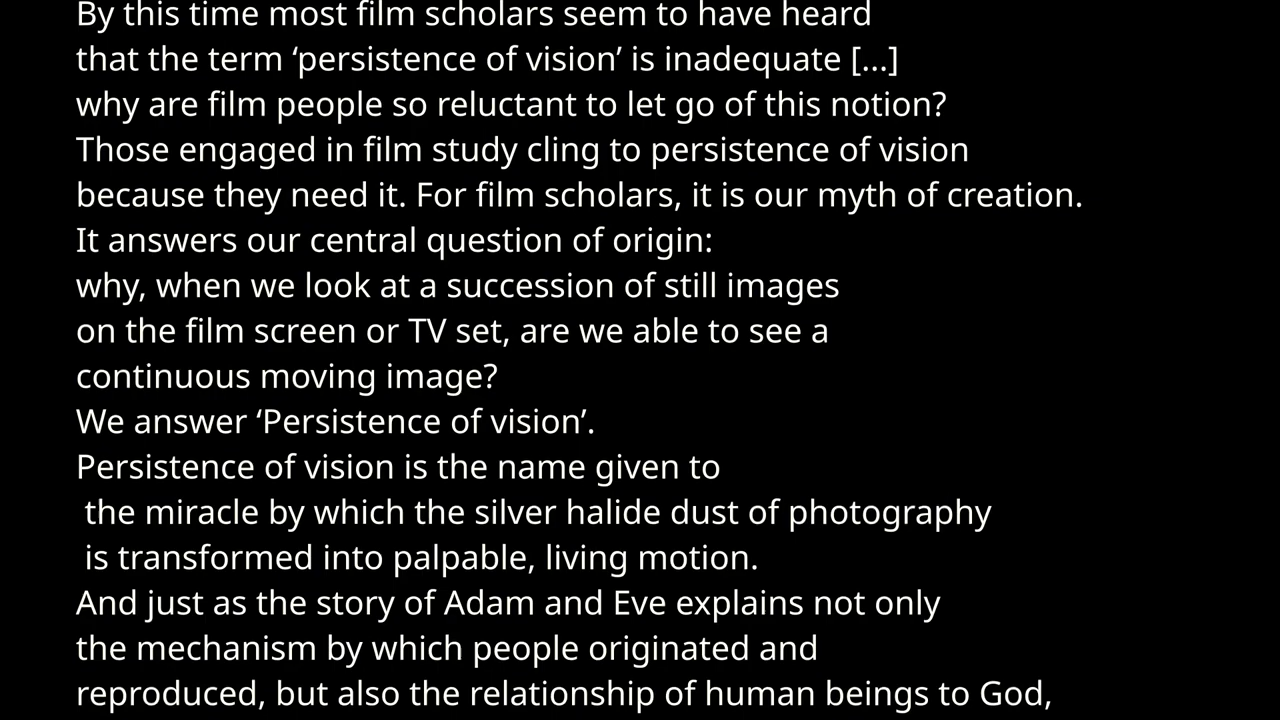 By this time most film scholars seem to have heard
that the term ‘persistence of vision’ is inadequate [...]
why are film people so reluctant to let go of this notion?
Those engaged in film study cling to persistence of vision
because they need it. For film scholars, it is our myth of creation.
It answers our central question of origin:
why, when we look at a succession of still images
on the film screen or TV set, are we able to see a
continuous moving image?
We answer ‘Persistence of vision’.
Persistence of vision is the name given to
the miracle by which the silver halide dust of photography
is transformed into palpable, living motion.
And just as the story of Adam and Eve explains not only
the mechanism by which people originated and
reproduced, but also the relationship of human beings to God,